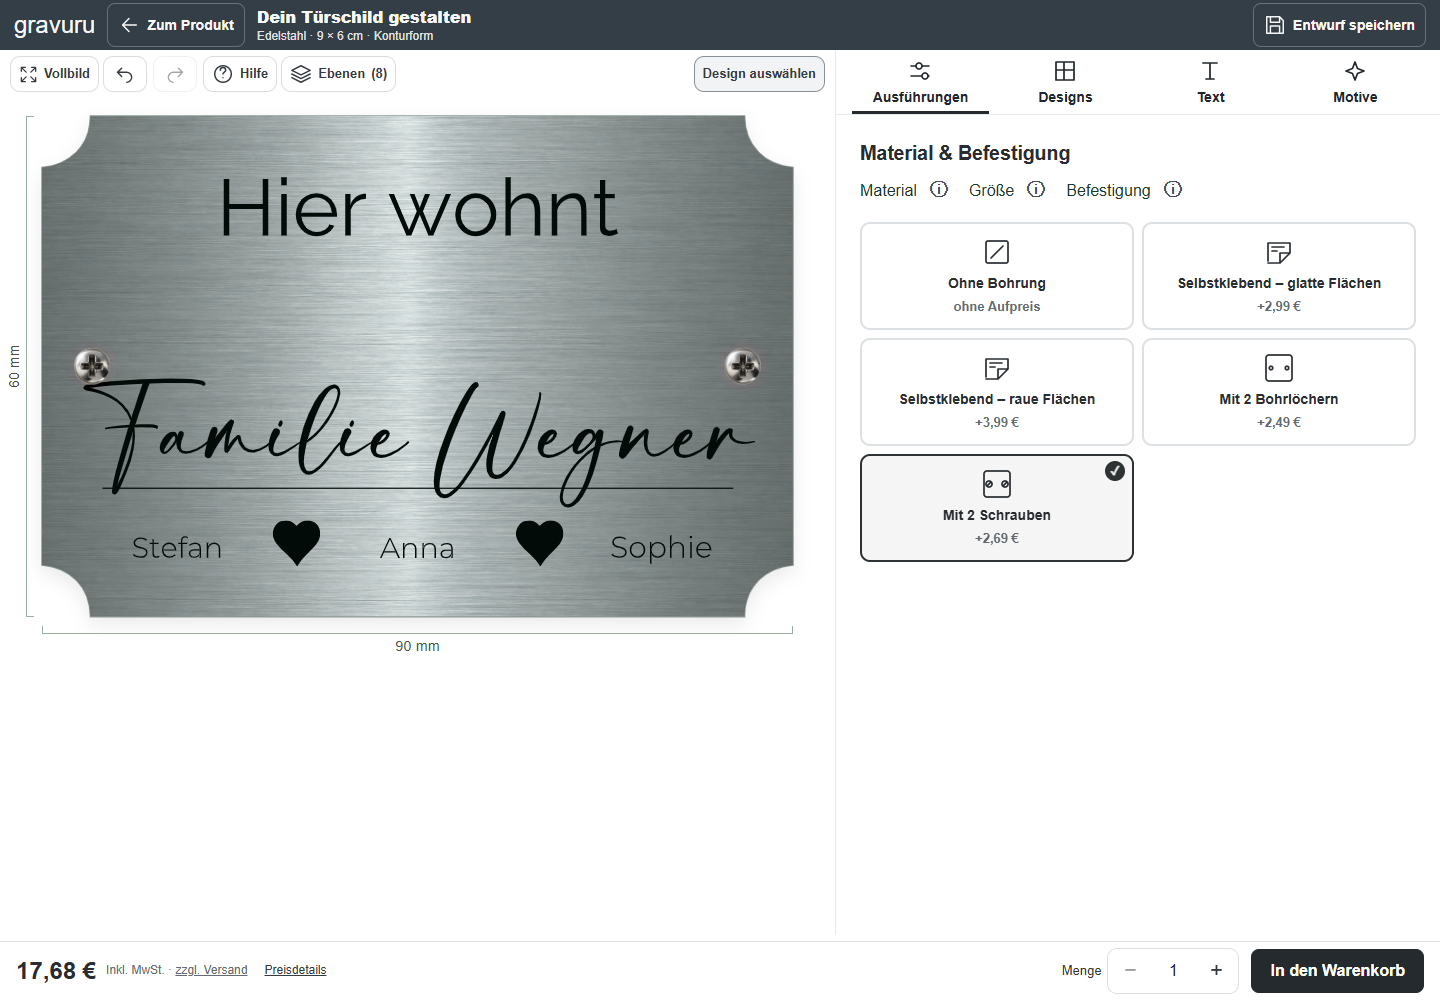 gravuru
Zum Produkt
Dein Türschild gestalten
Edelstahl · 9 × 6 cm · Konturform
Entwurf speichern
Vollbild
Hilfe
Ebenen (8)
Design auswählen
Ausführungen
Designs
Text
Motive
Hier wohnt
Familie Wegner
Stefan Anna Sophie
60 mm
90 mm
Material & Befestigung
Material
Größe
Befestigung
Ohne Bohrung
ohne Aufpreis
Selbstklebend – glatte Flächen
+2,99 €
Selbstklebend – raue Flächen
+3,99 €
Mit 2 Bohrlöchern
+2,49 €
Mit 2 Schrauben
+2,69 €
17,68 € Inkl. MwSt. · zzgl. Versand Preisdetails
Menge
1
In den Warenkorb